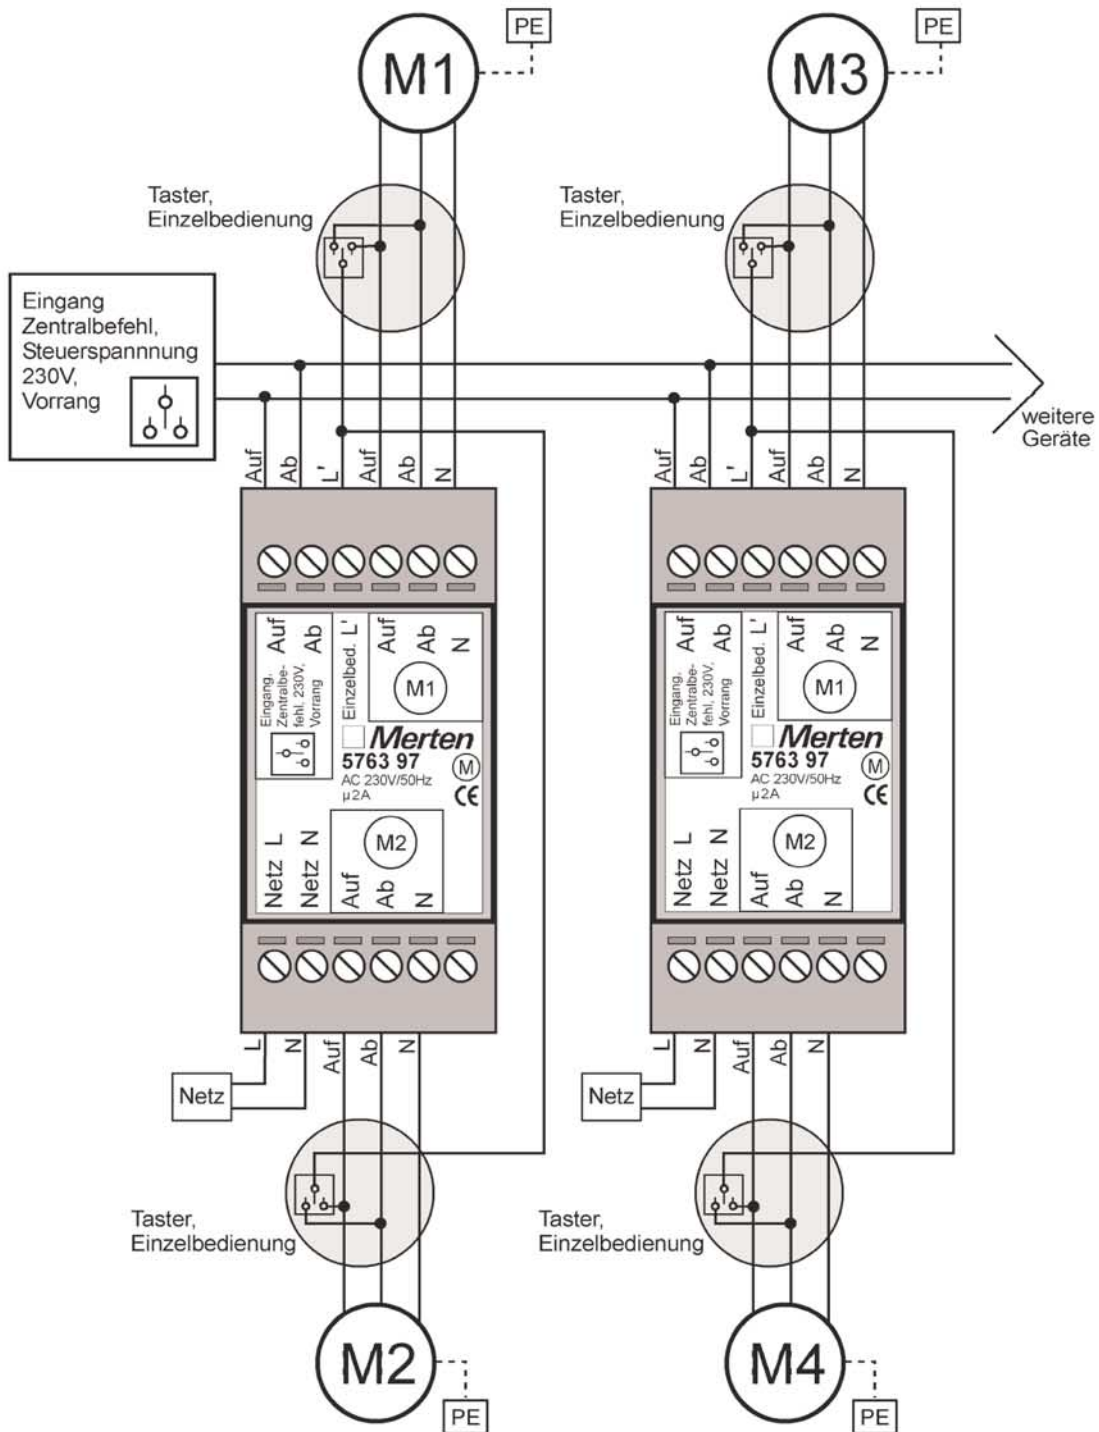 PE
PE
M1
M3
Taster,
Einzelbedienung
Taster,
Einzelbedienung
Eingang
Zentralbefehl,
Steuerspannnung
230V,
Vorrang
weitere
Geräte
Auf
Ab
L'
Auf
Ab
N
Auf
Ab
L'
Auf
Ab
N
Auf
Ab
Eingang,
Zentralbe-
fehl, 230V,
Vorrang
Einzelbed. L'
Auf
Ab
N
M1
Merten
5763 97
AC 230V/50Hz
µ2A
M
CE
M2
Netz L
Netz N
Auf
Ab
N
Auf
Ab
Eingang,
Zentralbe-
fehl, 230V,
Vorrang
Einzelbed. L'
Auf
Ab
N
M1
Merten
5763 97
AC 230V/50Hz
µ2A
M
CE
M2
Netz L
Netz N
Auf
Ab
N
L
N
Auf
Ab
N
L
N
Auf
Ab
N
Netz
Netz
Taster,
Einzelbedienung
Taster,
Einzelbedienung
M2
M4
PE
PE